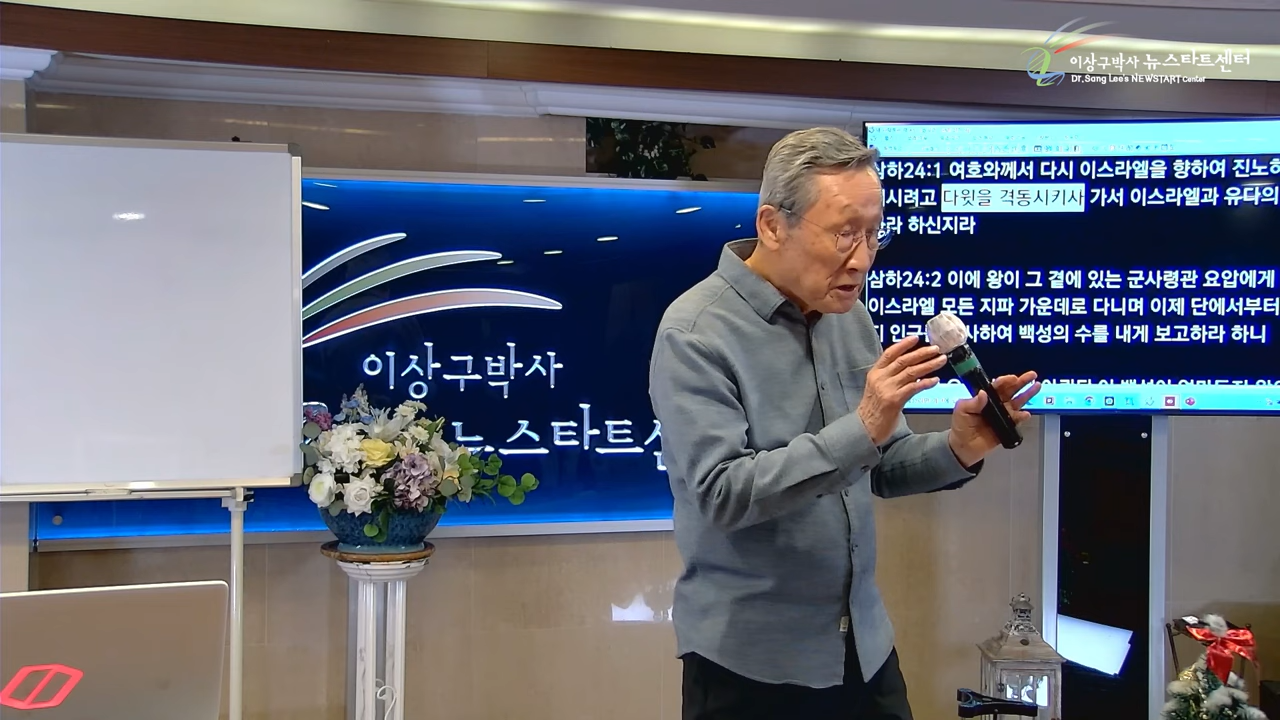 이상구박사 뉴스타트센터
Dr. Sang Lee's NEWSTART Center
삼하24:1 여호와께서 다시 이스라엘을 향하여 진노하
시려고 다윗을 격동시키사 가서 이스라엘과 유다의
라 하신지라
삼하24:2 이에 왕이 그 곁에 있는 군사령관 요압에게
이스라엘 모든 지파 가운데로 다니며 이제 단에서부터
사하여 백성의 수를 내게 보고하라 하니
이상구박사
뉴스타트